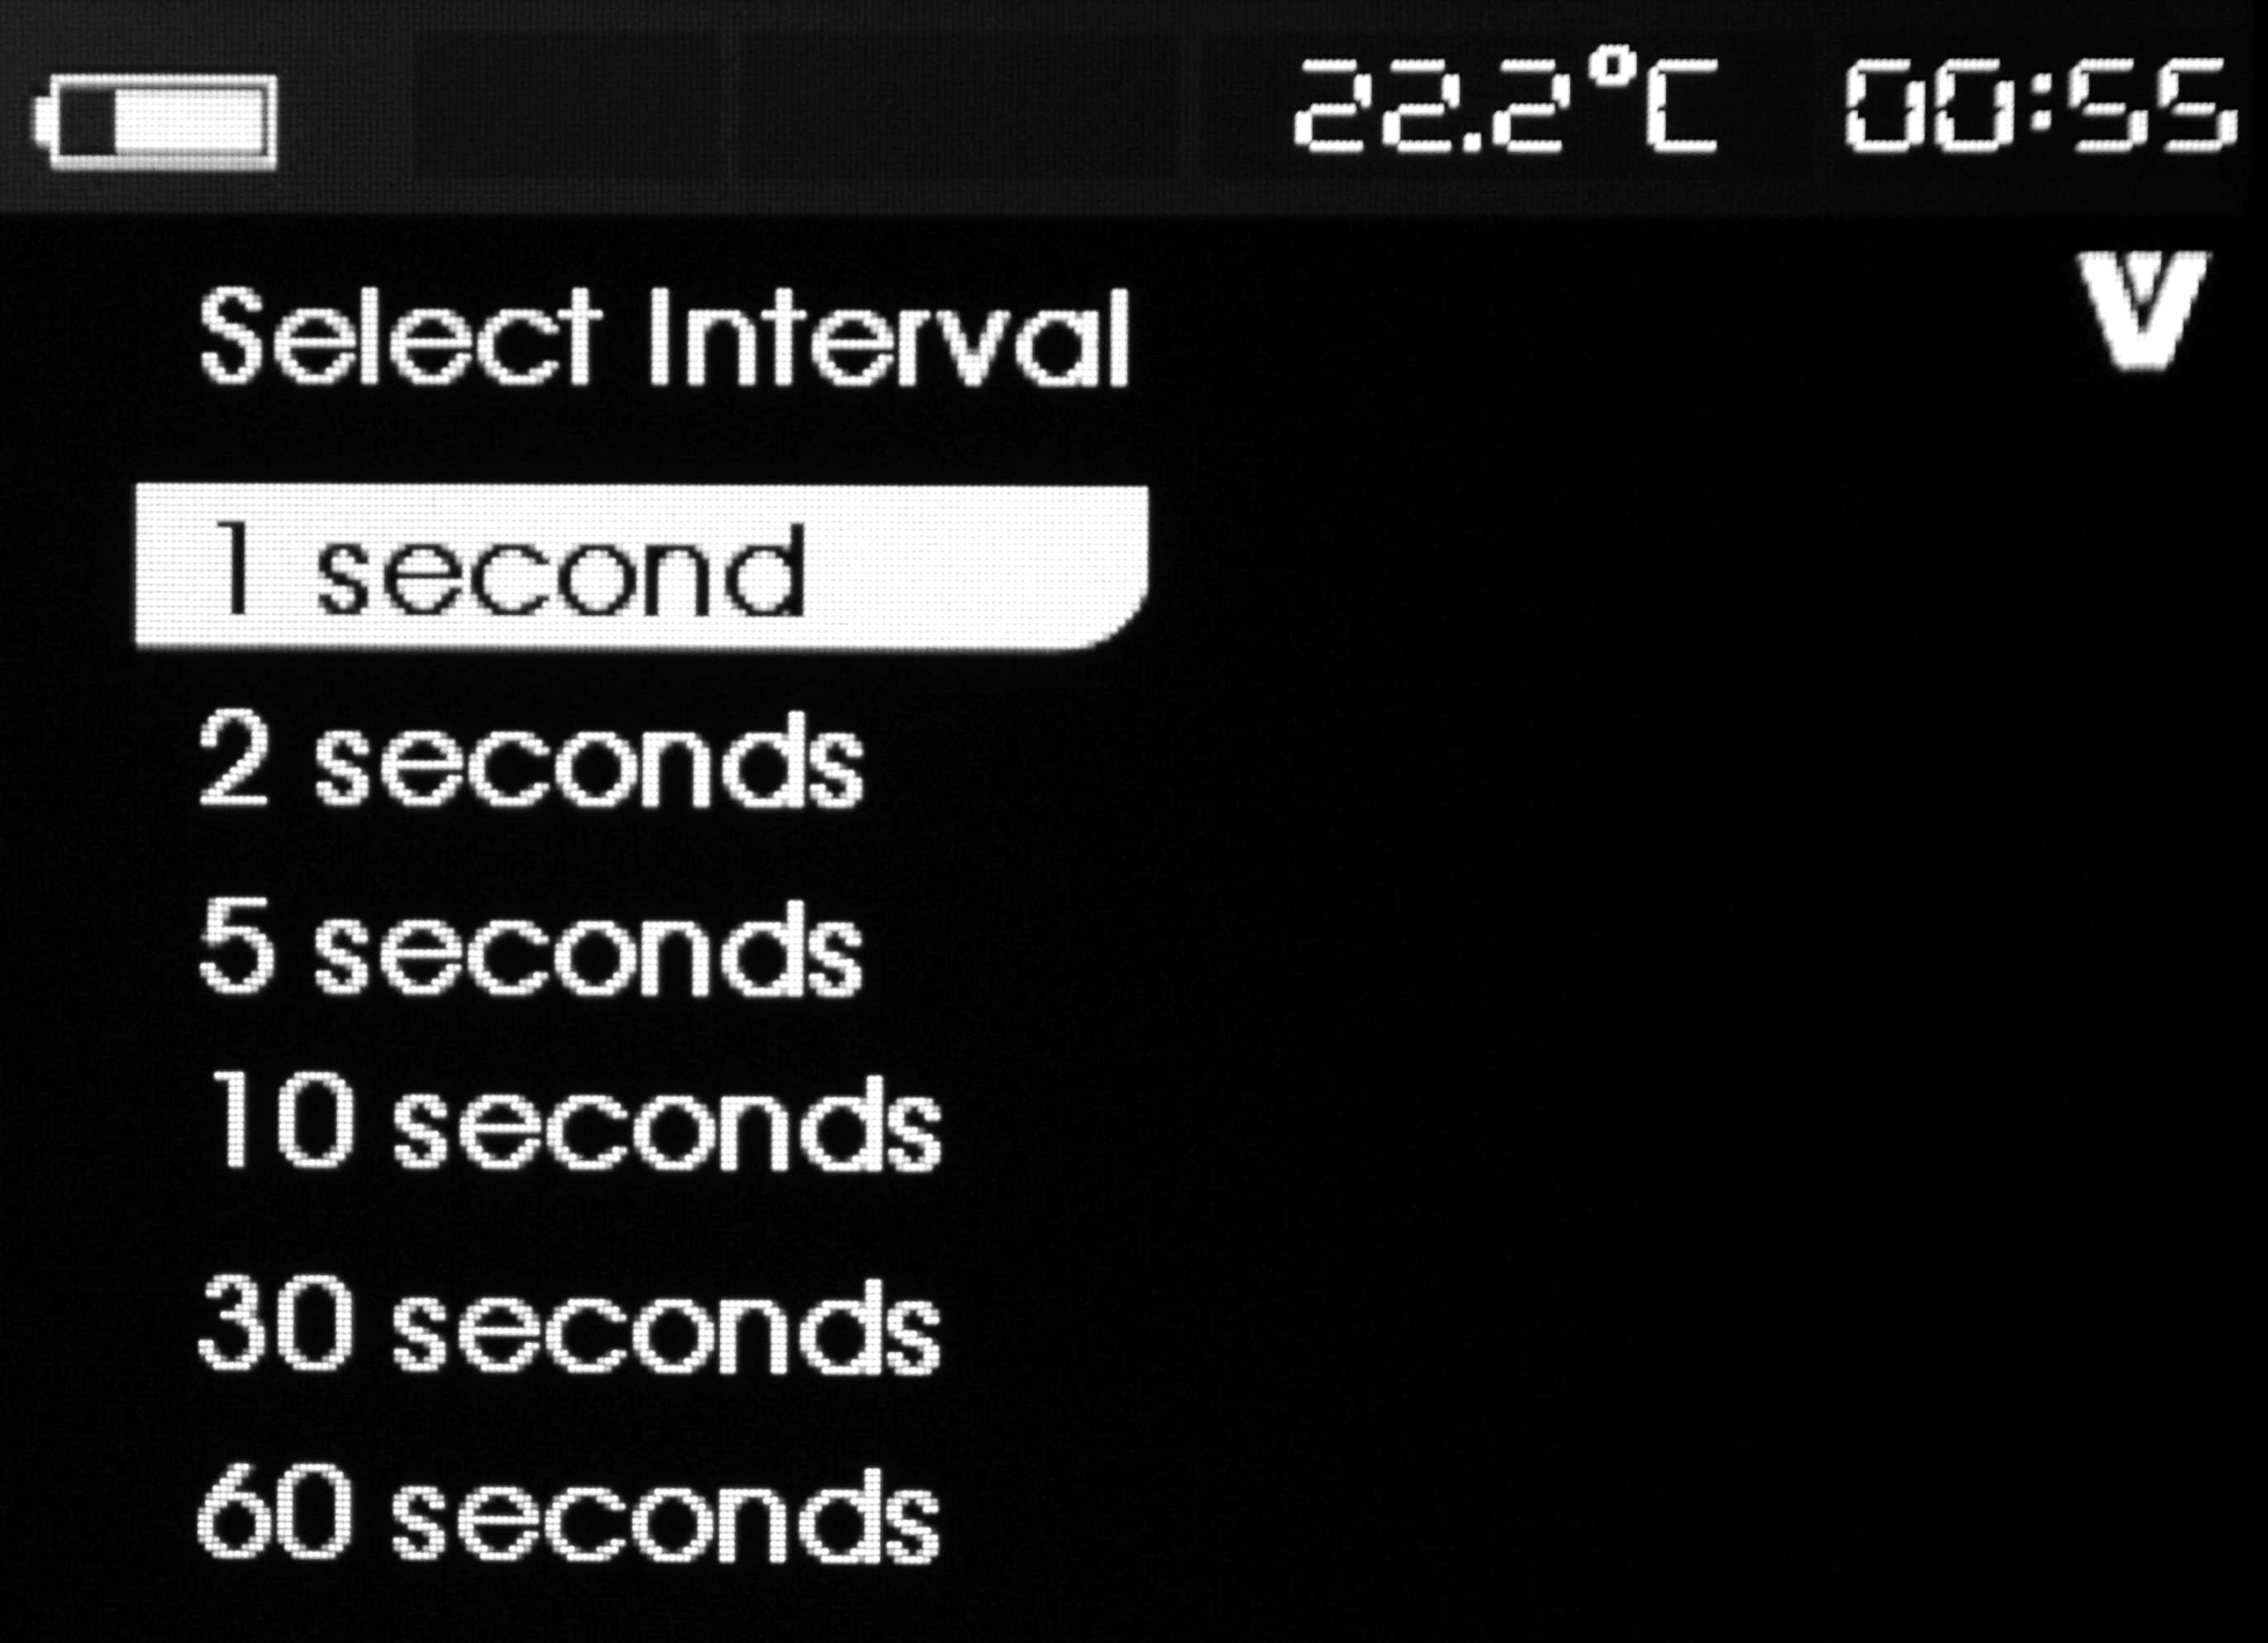 22.2°C 00:55
Select Interval
1 second
2 seconds
5 seconds
10 seconds
30 seconds
60 seconds